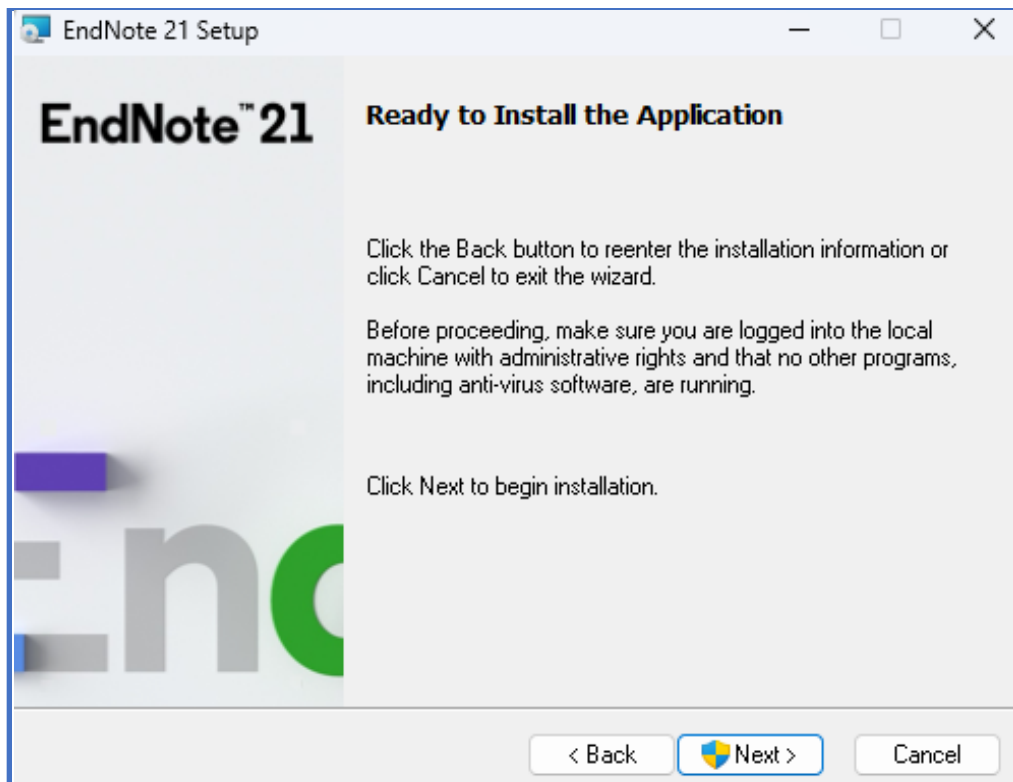 EndNote 21 Setup
EndNote™21
Ready to Install the Application
Click the Back button to reenter the installation information or
click Cancel to exit the wizard.
Before proceeding, make sure you are logged into the local
machine with administrative rights and that no other programs,
including anti-virus software, are running.
Click Next to begin installation.
End
< Back
Next >
Cancel